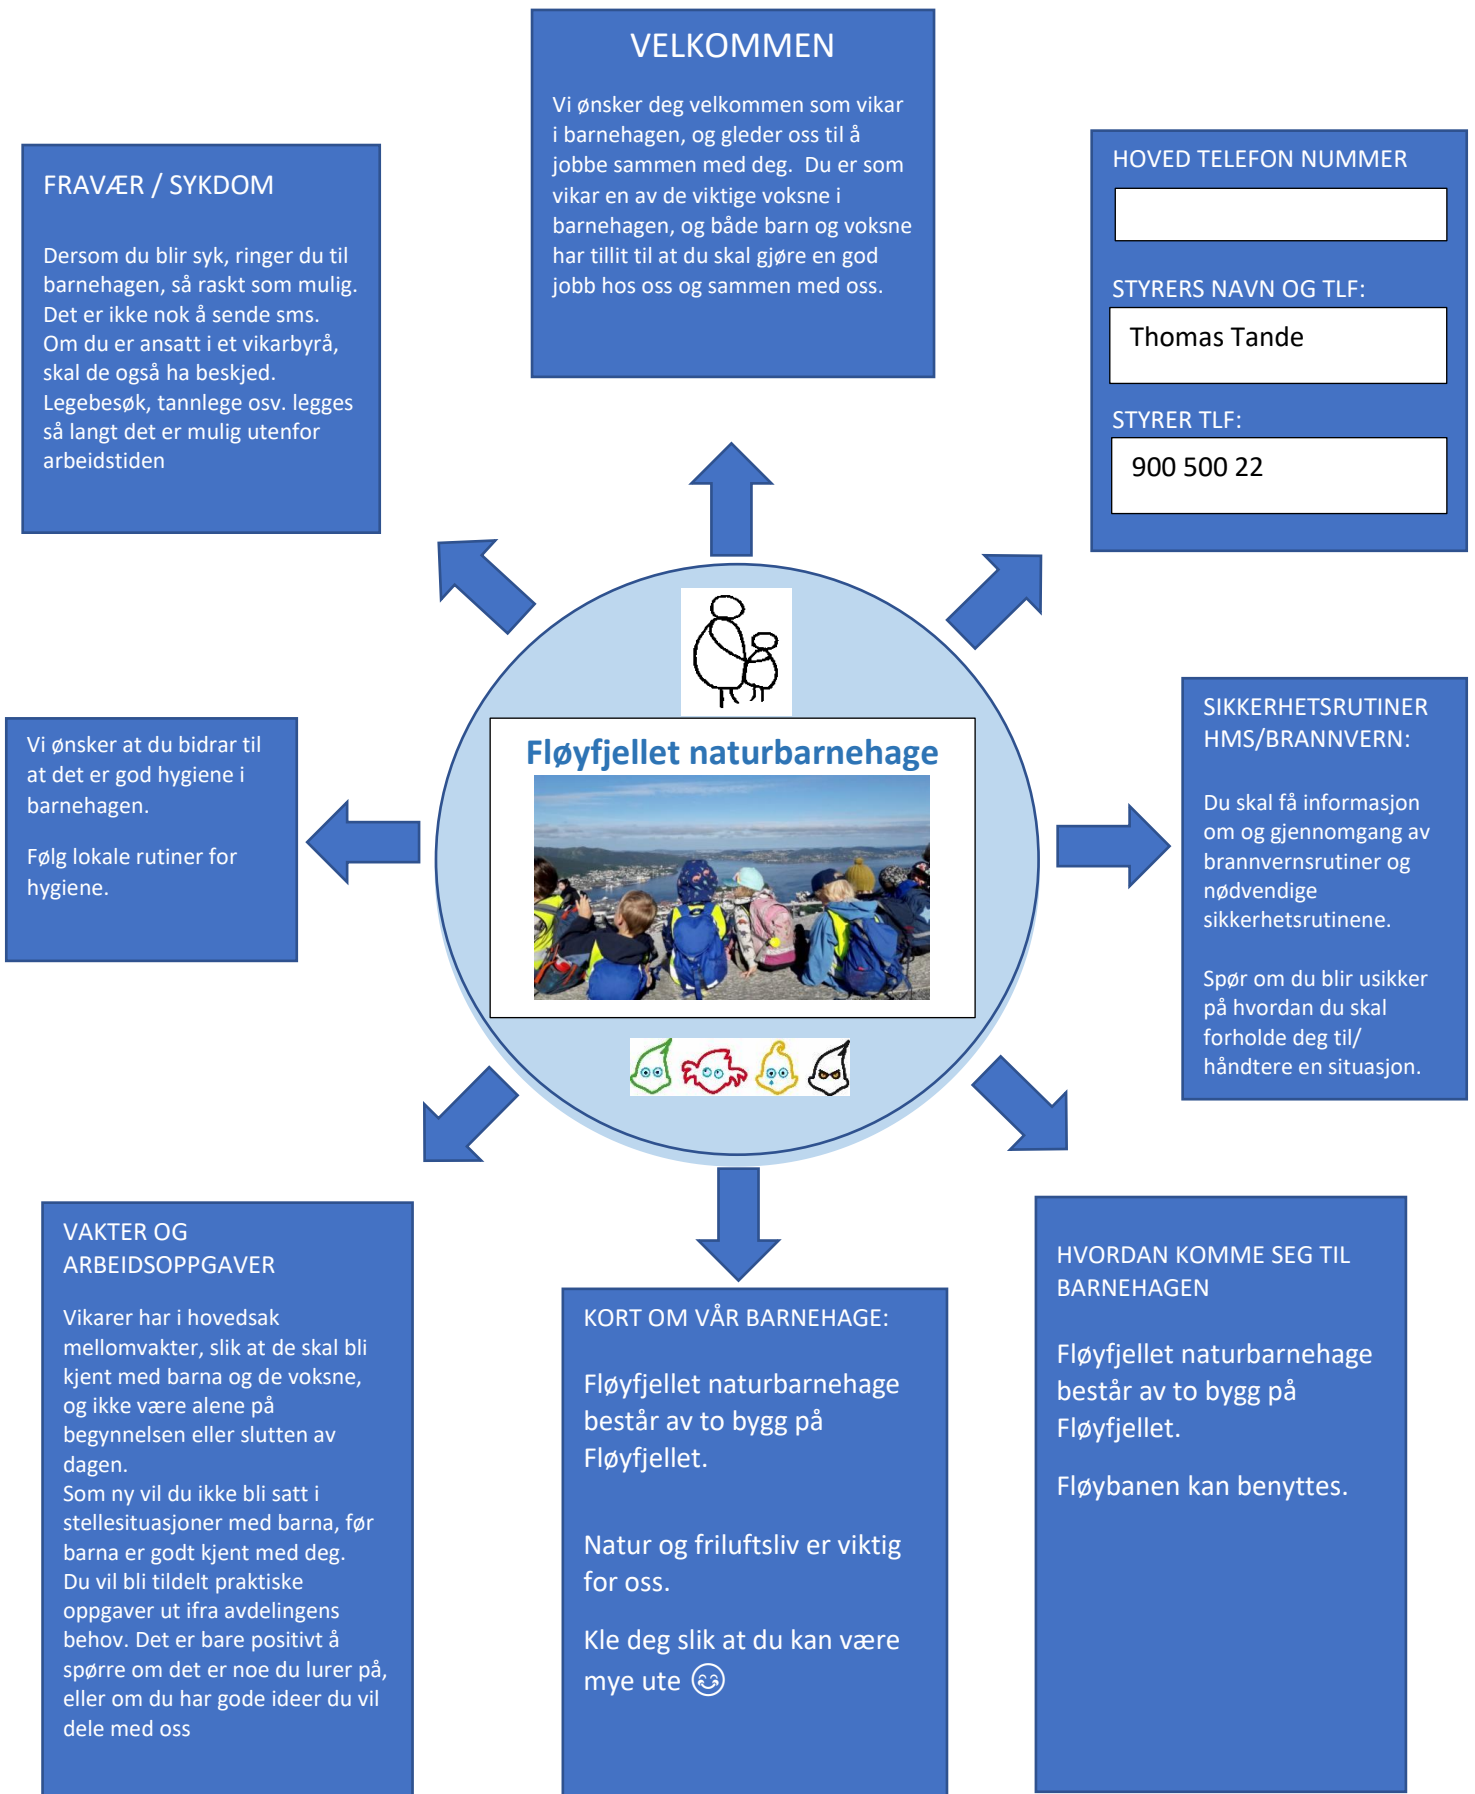 VELKOMMEN
Vi ønsker deg velkommen som vikar
i barnehagen, og gleder oss til å
jobbe sammen med deg.  Du er som
vikar en av de viktige voksne i
barnehagen, og både barn og voksne
har tillit til at du skal gjøre en god
jobb hos oss og sammen med oss.
FRAVÆR / SYKDOM
Dersom du blir syk, ringer du til
barnehagen, så raskt som mulig.
Det er ikke nok å sende sms.
Om du er ansatt i et vikarbyrå,
skal de også ha beskjed.
Legebesøk, tannlege osv. legges
så langt det er mulig utenfor
arbeidstiden
HOVED TELEFON NUMMER
STYRERS NAVN OG TLF:
Thomas Tande
STYRER TLF:
900 500 22
Vi ønsker at du bidrar til
at det er god hygiene i
barnehagen.
Følg lokale rutiner for
hygiene.
Fløyfjellet naturbarnehage
SIKKERHETSRUTINER
HMS/BRANNVERN:
Du skal få informasjon
om og gjennomgang av
brannvernsrutiner og
nødvendige
sikkerhetsrutinene.
Spør om du blir usikker
på hvordan du skal
forholde deg til/
håndtere en situasjon.
VAKTER OG
ARBEIDSOPPGAVER
Vikarer har i hovedsak
mellomvakter, slik at de skal bli
kjent med barna og de voksne,
og ikke være alene på
begynnelsen eller slutten av
dagen.
Som ny vil du ikke bli satt i
stellesituasjoner med barna, før
barna er godt kjent med deg.
Du vil bli tildelt praktiske
oppgaver ut ifra avdelingens
behov. Det er bare positivt å
spørre om det er noe du lurer på,
eller om du har gode ideer du vil
dele med oss
KORT OM VÅR BARNEHAGE:
Fløyfjellet naturbarnehage
består av to bygg på
Fløyfjellet.
Natur og friluftsliv er viktig
for oss.
Kle deg slik at du kan være
mye ute 😊
HVORDAN KOMME SEG TIL
BARNEHAGEN
Fløyfjellet naturbarnehage
består av to bygg på
Fløyfjellet.
Fløybanen kan benyttes.